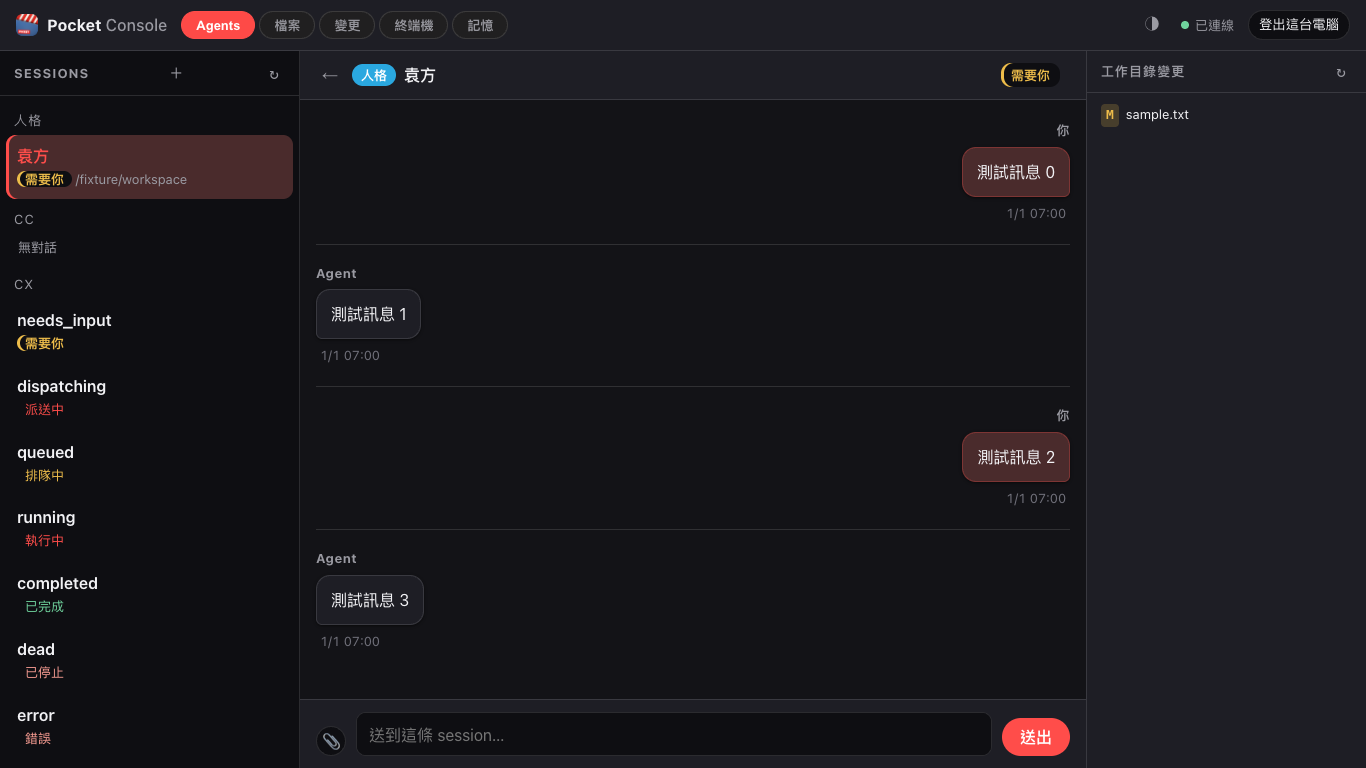 Pocket Console
Agents
檔案
變更
終端機
記憶
已連線
登出這台電腦
SESSIONS
人格
袁方
需要你 /fixture/workspace
CC
無對話
CX
needs_input
需要你
dispatching
派送中
queued
排隊中
running
執行中
completed
已完成
dead
已停止
error
錯誤
← 人格 袁方
需要你
你
測試訊息 0
1/1 07:00
Agent
測試訊息 1
1/1 07:00
你
測試訊息 2
1/1 07:00
Agent
測試訊息 3
1/1 07:00
送到這條 session...
送出
工作目錄變更
M sample.txt